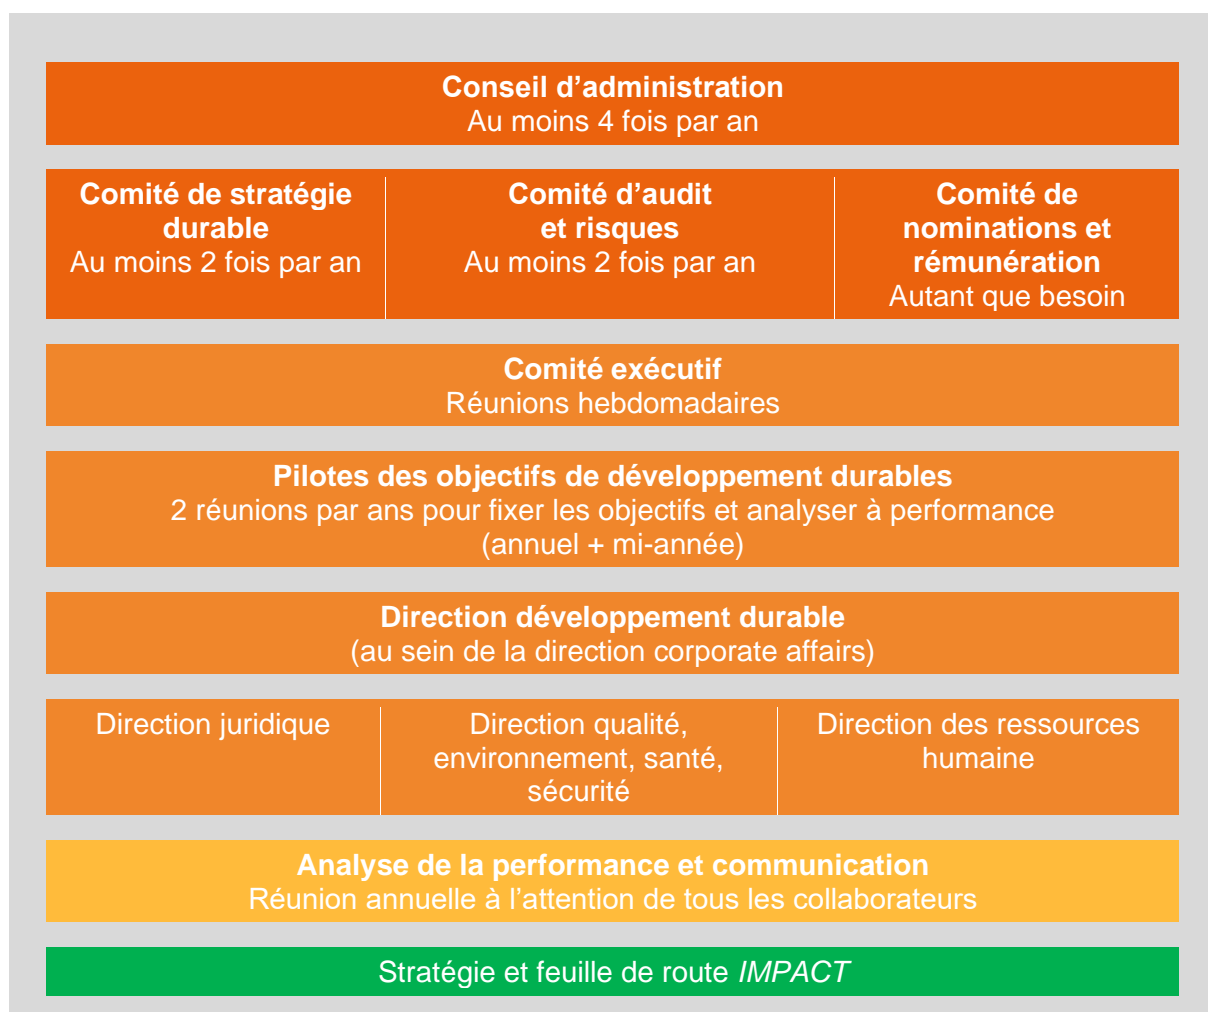 Conseil d’administration
Au moins 4 fois par an
Comité de stratégie
durable
Au moins 2 fois par an
Comité d’audit
et risques
Au moins 2 fois par an
Comité de
nominations et
rémunération
Autant que besoin
Comité exécutif
Réunions hebdomadaires
Pilotes des objectifs de développement durables
2 réunions par ans pour fixer les objectifs et analyser à performance
(annuel + mi-année)
Direction développement durable
(au sein de la direction corporate affairs)
Direction juridique
Direction qualité,
environnement, santé,
sécurité
Direction des ressources
humaine
Analyse de la performance et communication
Réunion annuelle à l’attention de tous les collaborateurs
Stratégie et feuille de route IMPACT